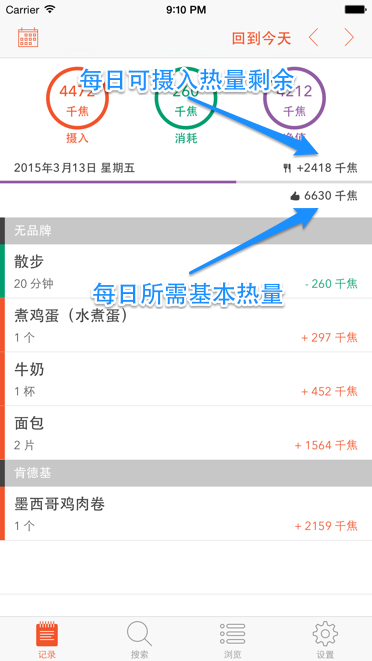 Carrier 9:10 PM
回到今天
每日可摄入热量剩余
4472 260 4212
千焦 千焦 千焦
摄入 消耗 净值
2015年3月13日 星期五 +2418 千焦
6630 千焦
无品牌
散步
20 分钟 - 260 千焦
每日所需基本热量
煮鸡蛋（水煮蛋）
1 个 + 297 千焦
牛奶
1 杯 + 452 千焦
面包
2 片 + 1564 千焦
肯德基
墨西哥鸡肉卷
1 个 + 2159 千焦
记录 搜索 浏览 设置